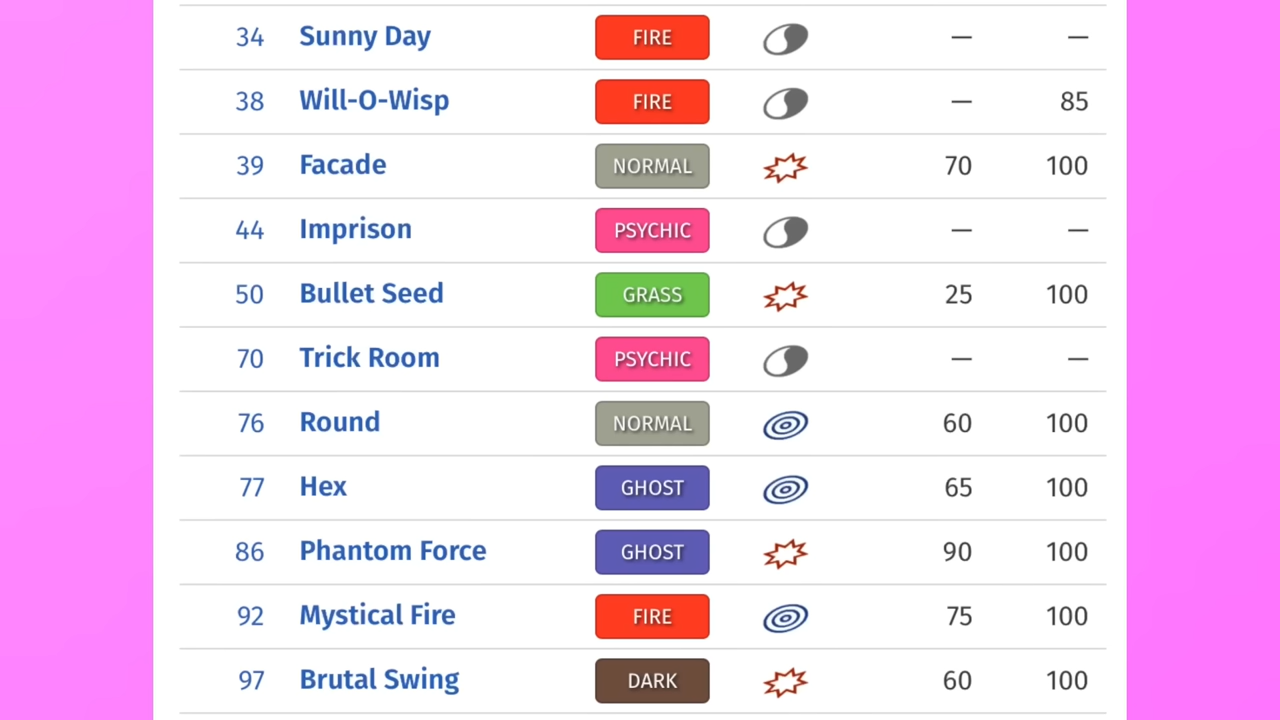 34 Sunny Day FIRE — —
38 Will-O-Wisp FIRE — 85
39 Facade NORMAL 70 100
44 Imprison PSYCHIC — —
50 Bullet Seed GRASS 25 100
70 Trick Room PSYCHIC — —
76 Round NORMAL 60 100
77 Hex GHOST 65 100
86 Phantom Force GHOST 90 100
92 Mystical Fire FIRE 75 100
97 Brutal Swing DARK 60 100